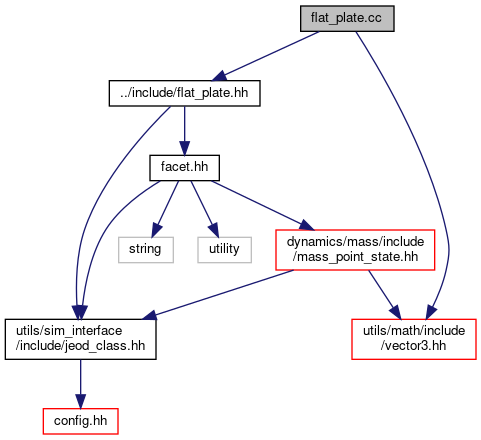 flat_plate.cc
../include/flat_plate.hh
facet.hh
string
utility
dynamics/mass/include
/mass_point_state.hh
utils/sim_interface
/include/jeod_class.hh
utils/math/include
/vector3.hh
config.hh